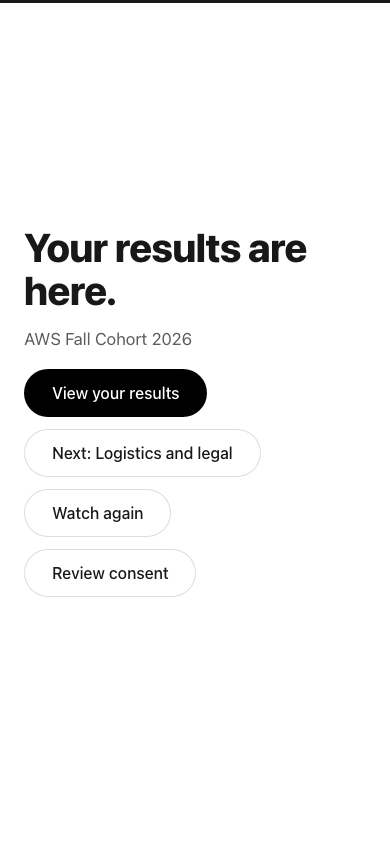 Your results are
here.
AWS Fall Cohort 2026
View your results
Next: Logistics and legal
Watch again
Review consent